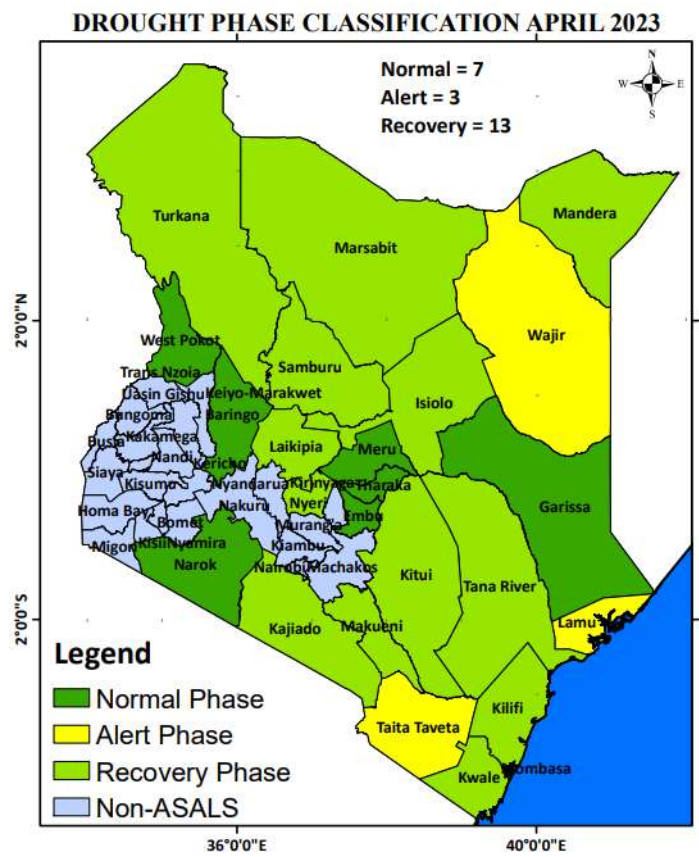 DROUGHT PHASE CLASSIFICATION APRIL 2023
Normal = 7
Alert = 3
Recovery = 13
N
W E
S
Turkana
Marsabit
Mandera
2°0'0"N
West Pokot
Wajir
Samburu
Trans Nzoia
Uasin Gishu
Keiyo-Marakwet
Isiolo
Bungoma
Baringo
Busia
Kakamega
Laikipia
Meru
Nandi
Siaya
Kericho
Kisumo
Nyandarua
Kirinyaga
Tharaka
Nyeri
Garissa
Homa Bay
Nakuru
Embu
Bomet
Murang'a
Migori
Kisii
Nyamira
Kiambu
Narok
Nairobi
Machakos
Kitui
Tana River
2°0'0"S
Lamu
Kajiado
Makueni
Legend
Normal Phase
Alert Phase
Recovery Phase
Non-ASALS
Taita Taveta
Kilifi
Kwale
Mombasa
36°0'0"E
40°0'0"E